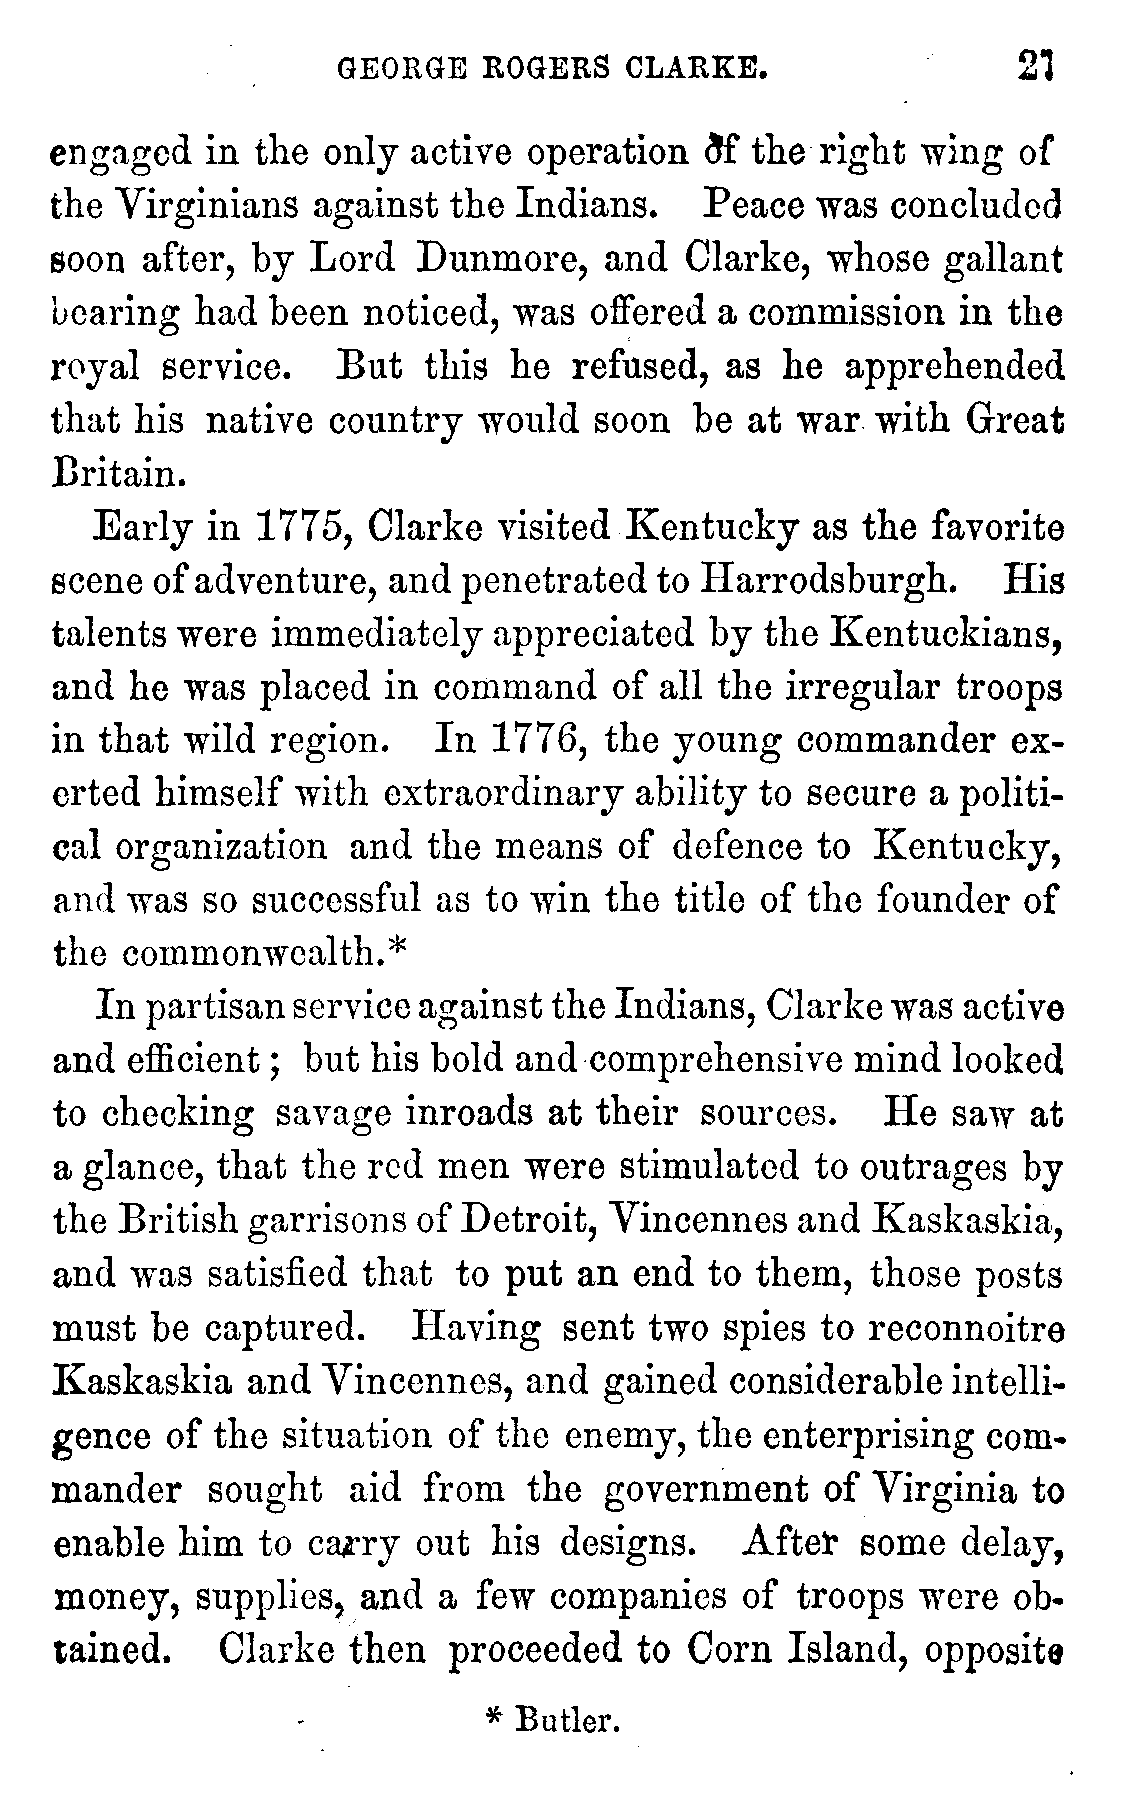 GEORGE ROGERS CLARKE. 21
engaged in the only active operation of the right wing of
the Virginians against the Indians. Peace was concluded
soon after, by Lord Dunmore, and Clarke, whose gallant
bearing had been noticed, was offered a commission in the
royal service. But this he refused, as he apprehended
that his native country would soon be at war with Great
Britain.
Early in 1775, Clarke visited Kentucky as the favorite
scene of adventure, and penetrated to Harrodsburgh. His
talents were immediately appreciated by the Kentuckians,
and he was placed in command of all the irregular troops
in that wild region. In 1776, the young commander ex-
erted himself with extraordinary ability to secure a politi-
cal organization and the means of defence to Kentucky,
and was so successful as to win the title of the founder of
the commonwealth.*
In partisan service against the Indians, Clarke was active
and efficient; but his bold and comprehensive mind looked
to checking savage inroads at their sources. He saw at
a glance, that the red men were stimulated to outrages by
the British garrisons of Detroit, Vincennes and Kaskaskia,
and was satisfied that to put an end to them, those posts
must be captured. Having sent two spies to reconnoitre
Kaskaskia and Vincennes, and gained considerable intelli-
gence of the situation of the enemy, the enterprising com-
mander sought aid from the government of Virginia to
enable him to carry out his designs. After some delay,
money, supplies, and a few companies of troops were ob-
tained. Clarke then proceeded to Corn Island, opposite
* Butler.